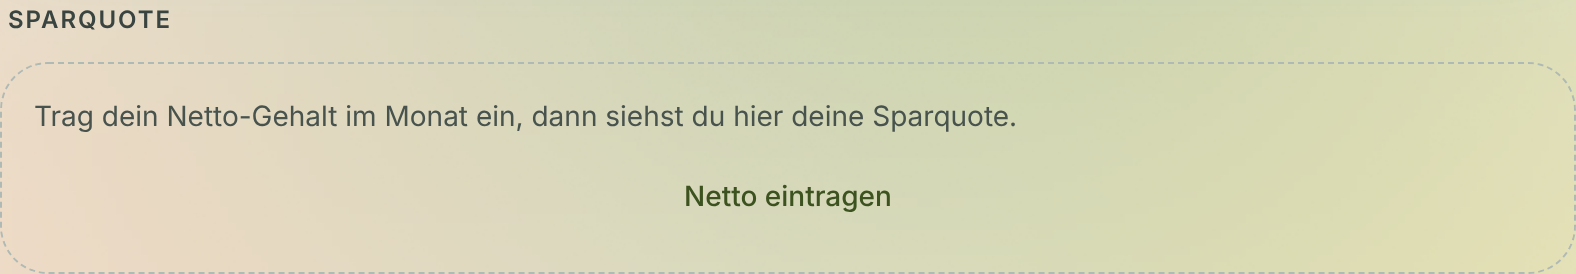 SPARQUOTE
Trag dein Netto-Gehalt im Monat ein, dann siehst du hier deine Sparquote.
Netto eintragen